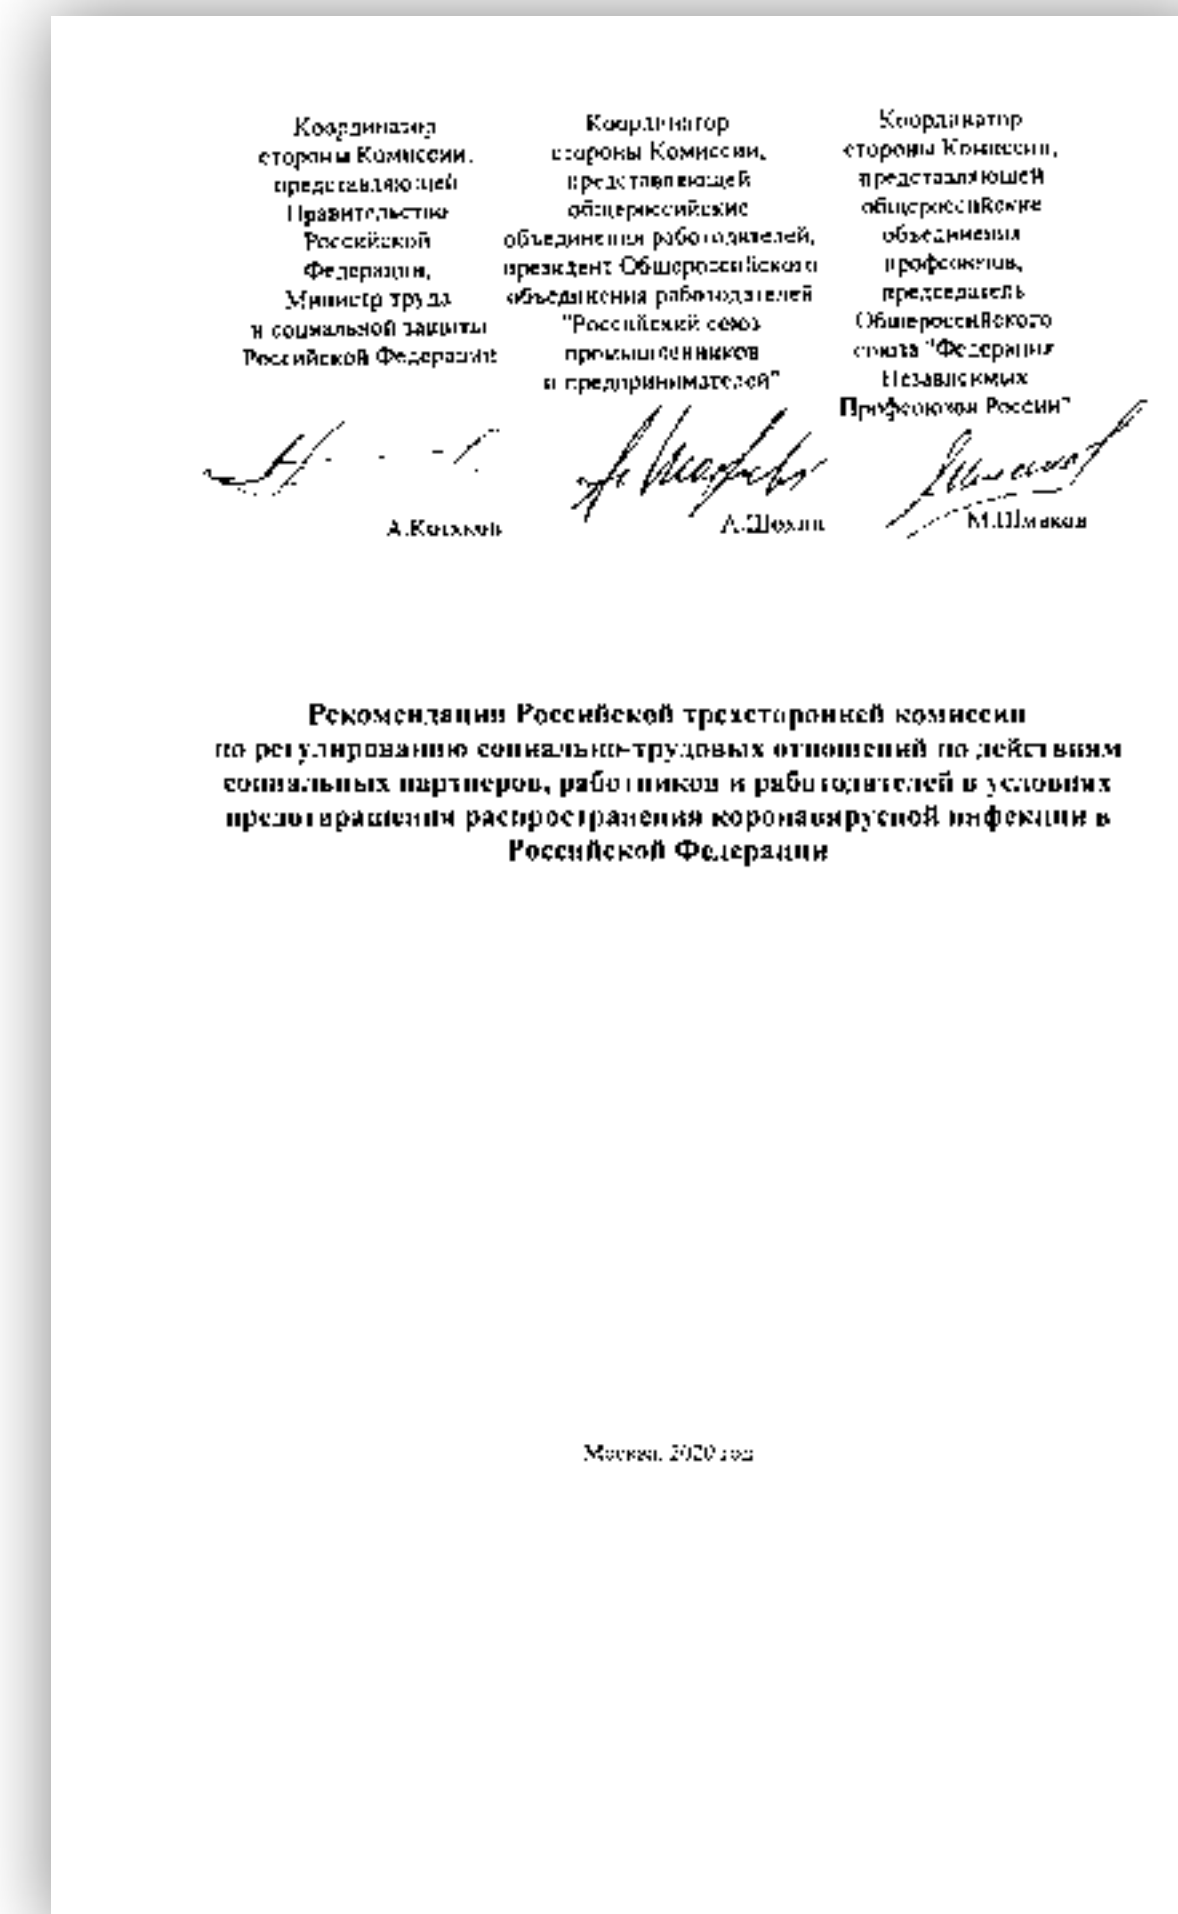 Координатор
стороны Комиссии,
представляющей
Правительство
Российской
Федерации,
Министр труда
и социальной защиты
Российской Федерации
А.Котяков
Координатор
стороны Комиссии,
представляющей
общероссийские
объединения работодателей,
президент Общероссийского
объединения работодателей
"Российский союз
промышленников
и предпринимателей"
А.Шохин
Координатор
стороны Комиссии,
представляющей
общероссийские
объединения
профсоюзов,
председатель
Общероссийского
союза "Федерация
Независимых
Профсоюзов России"
М.Шмаков
Рекомендации Российской трехсторонней комиссии
по регулированию социально-трудовых отношений по действиям
социальных партнеров, работников и работодателей в условиях
предотвращения распространения коронавирусной инфекции в
Российской Федерации
Москва, 2020 год